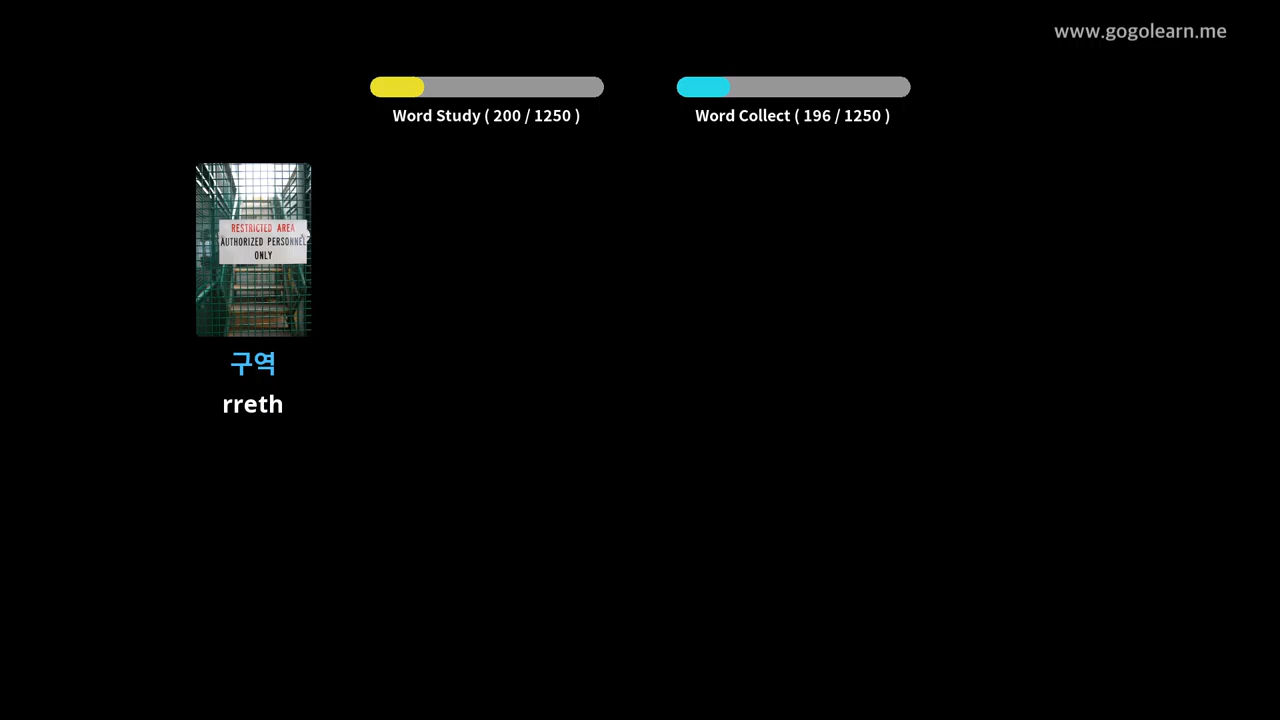 www.gogolearn.me
Word Study ( 200 / 1250 )
Word Collect ( 196 / 1250 )
RESTRICTED AREA
AUTHORIZED PERSONNEL
ONLY
구역
rreth